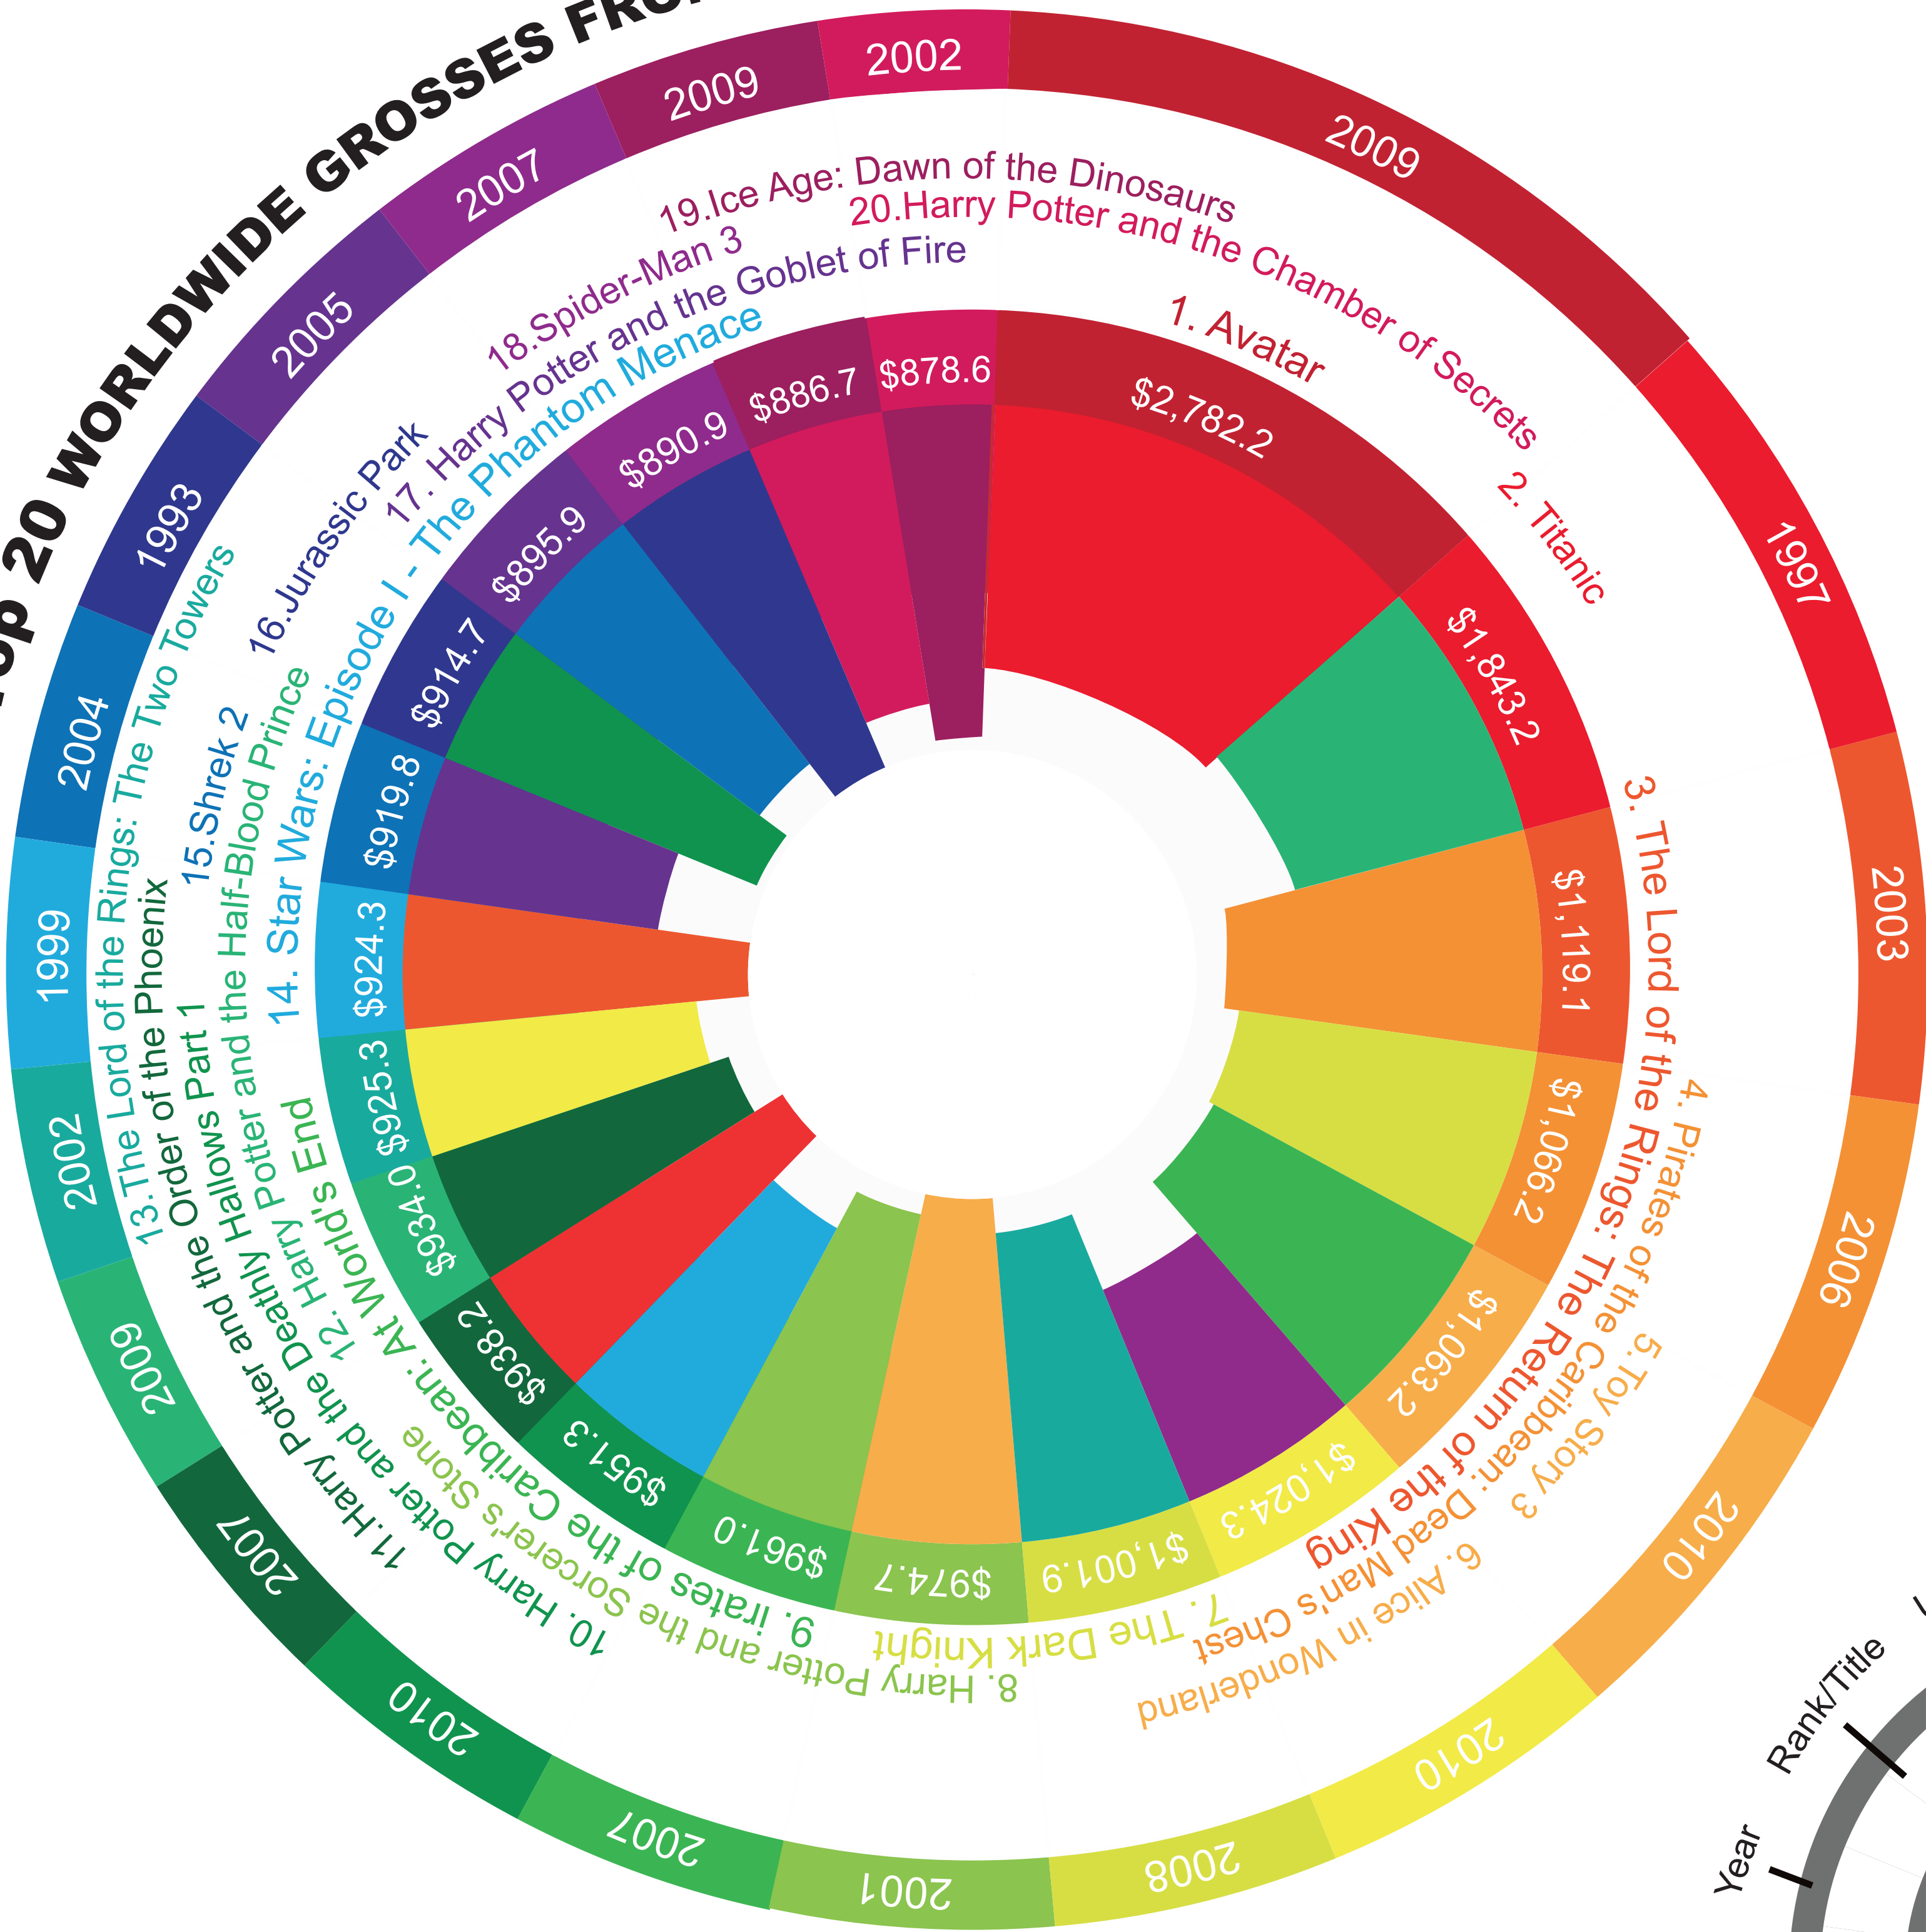 op 20 WORLDWIDE GROSSES FRO
2009
1997
2003
2006
2010
2010
2008
2001
2007
2010
2007
2009
2002
1999
2004
1993
2005
2007
2009
2002
1. Avatar
2. Titanic
3. The Lord of the Rings: The Return of the King
4. Pirates of the Caribbean: Dead Man's Chest
5. Toy Story 3
6. Alice in Wonderland
7. The Dark Knight
8. Harry Potter and the Sorcerer's Stone
9. irates of the Caribbean: At World's End
10. Harry Potter and the Deathly Hallows Part 1
11.Harry Potter and the Order of the Phoenix
12. Harry Potter and the Half-Blood Prince
13.The Lord of the Rings: The Two Towers
14. Star Wars: Episode I - The Phantom Menace
15.Shrek 2
16.Jurassic Park
17. Harry Potter and the Goblet of Fire
18.Spider-Man 3
19.Ice Age: Dawn of the Dinosaurs
20.Harry Potter and the Chamber of Secrets
$2,782.2
$1,843.2
$1,119.1
$1,066.2
$1,063.2
$1,024.3
$1,001.9
$974.7
$961.0
$951.3
$938.2
$934.0
$925.3
$924.3
$919.8
$914.7
$895.9
$890.9
$886.7
$878.6
Rank/Title
Year